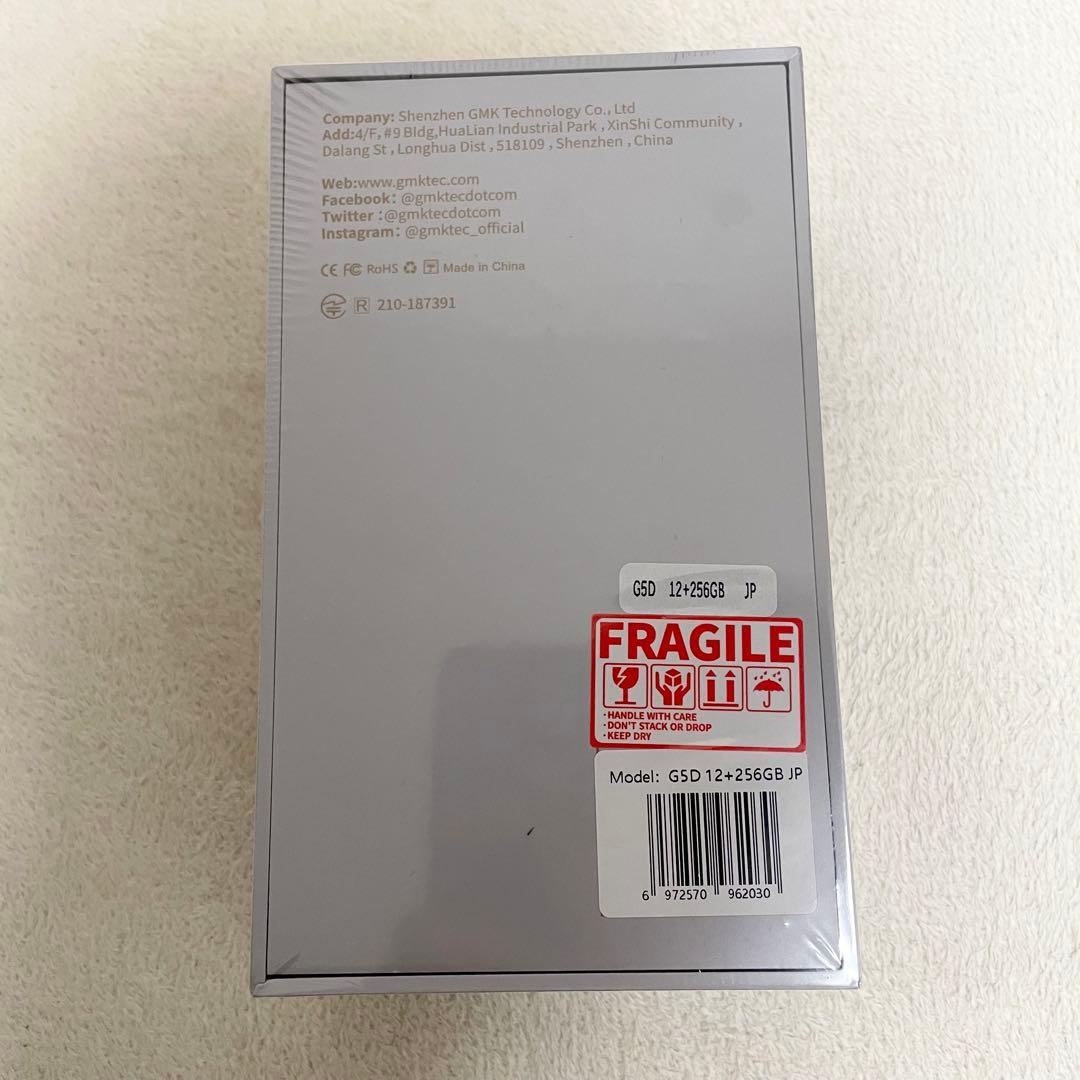 Company: Shenzhen GMK Technology Co., Ltd
Add:4/F, #9 Bldg,HuaLian Industrial Park ,XinShi Community ,
Dalang St , Longhua Dist , 518109 , Shenzhen , China
Web:www.gmktec.com
Facebook: @gmktecdotcom
Twitter :@gmktecdotcom
Instagram: @gmktec_official
CE FC RoHS Made in China
R 210-187391
G5D 12+256GB JP
FRAGILE
·HANDLE WITH CARE
·DON'T STACK OR DROP
·KEEP DRY
Model: G5D 12+256GB JP
6 972570 962030